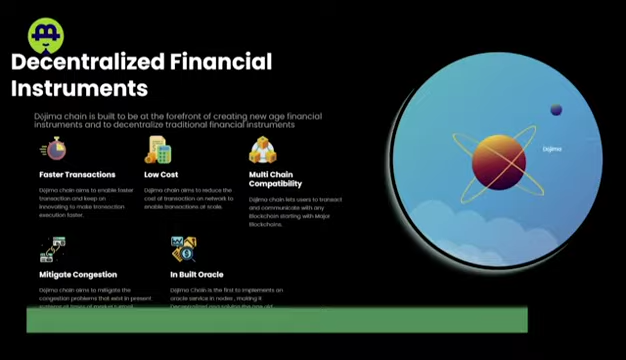 Decentralized Financial
Instruments
Dojima chain is built to be at the forefront of creating new age financial
instruments and to decentralize traditional financial instruments
Faster Transactions
Low Cost
Multi Chain
Compatibility
Dojima chain aims to enable faster
transaction and keep on
innovating to make transaction
execution faster.
Dojima chain aims to reduce the
cost of transaction on network to
enable transactions at scale.
Dojima chain lets users to transact
and communicate with any
Blockchain starting with Major
Blockchains.
Dojima
Mitigate Congestion
In Built Oracle
Dojima chain aims to mitigate the
congestion problems that exist in present
Dojima Chain is the first to implements an
oracle service in nodes , making it